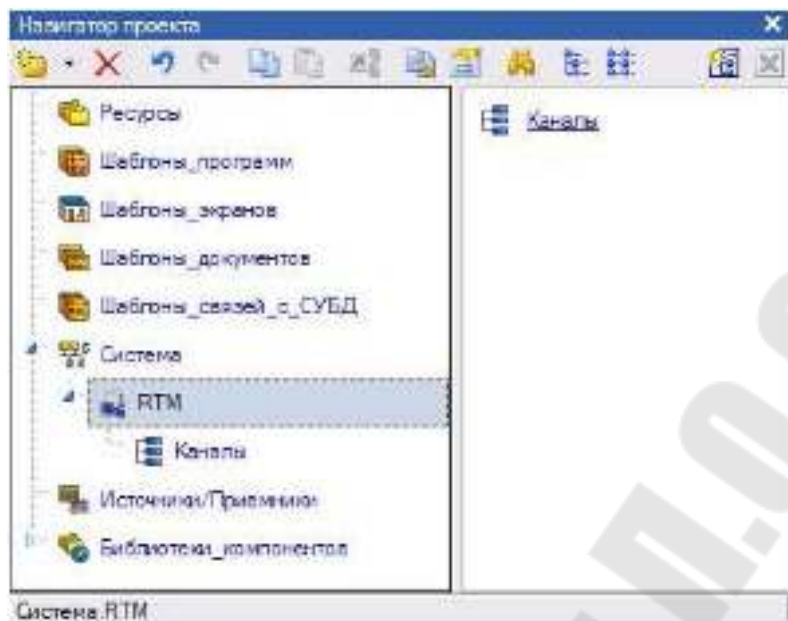 Навигатор проекта
Ресурсы
Шаблоны_программ
Шаблоны_экранов
Шаблоны_документов
Шаблоны_связей_с_СУБД
Система
RTM
Каналы
Источники/Приемники
Библиотеки_компонентов
Каналы
Система.RTM